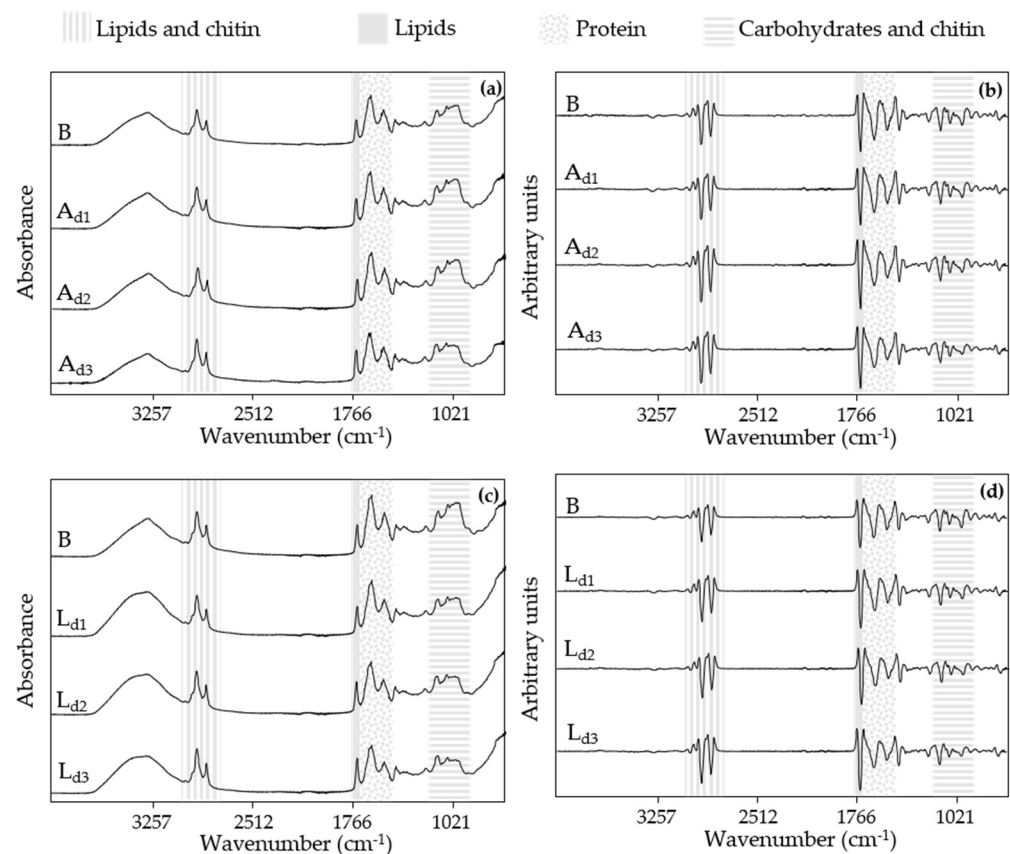 Lipids and chitin Lipids Protein Carbohydrates and chitin
(a)
B
Ad1
Ad2
Ad3
Absorbance
3257 2512 1766 1021
Wavenumber (cm-1)
(b)
B
Ad1
Ad2
Ad3
Arbitrary units
3257 2512 1766 1021
Wavenumber (cm-1)
(c)
B
Ld1
Ld2
Ld3
Absorbance
3257 2512 1766 1021
Wavenumber (cm-1)
(d)
B
Ld1
Ld2
Ld3
Arbitrary units
3257 2512 1766 1021
Wavenumber (cm-1)